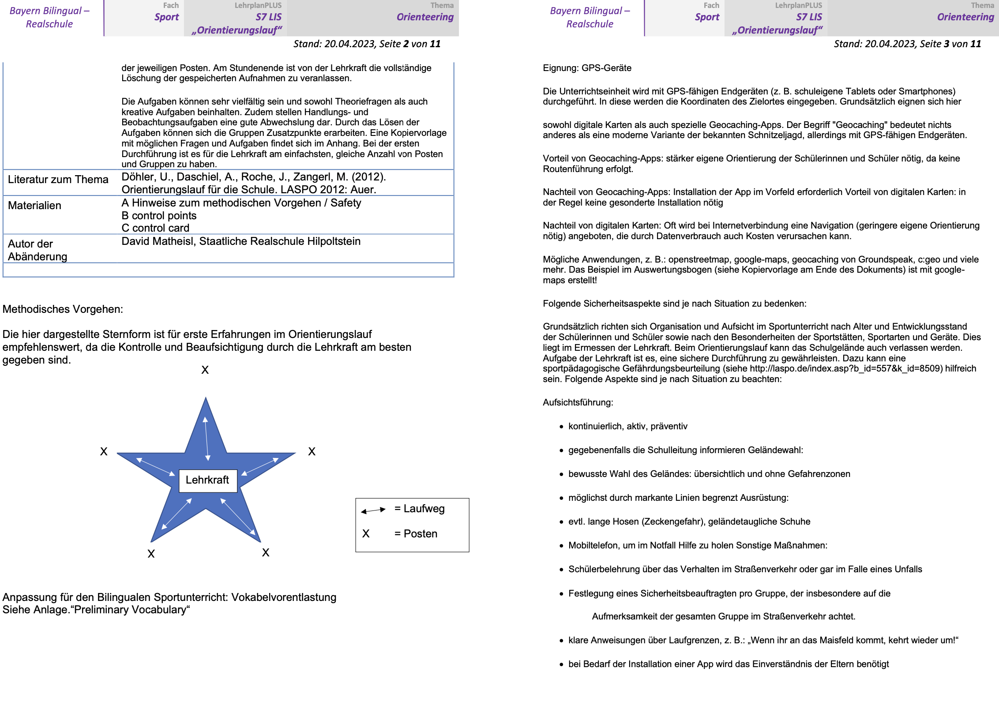 Bayern Bilingual –
Realschule
Fach
Sport
LehrplanPLUS
S7 LIS
„Orientierungslauf“
Thema
Orienteering
Stand: 20.04.2023, Seite 2 von 11
der jeweiligen Posten. Am Stundenende ist von der Lehrkraft die vollständige
Löschung der gespeicherten Aufnahmen zu veranlassen.
Die Aufgaben können sehr vielfältig sein und sowohl Theoriefragen als auch
kreative Aufgaben beinhalten. Zudem stellen Handlungs- und
Beobachtungsaufgaben eine gute Abwechslung dar. Durch das Lösen der
Aufgaben können sich die Gruppen Zusatzpunkte erarbeiten. Eine Kopiervorlage
mit möglichen Fragen und Aufgaben findet sich im Anhang. Bei der ersten
Durchführung ist es für die Lehrkraft am einfachsten, gleiche Anzahl von Posten
und Gruppen zu haben.
Literatur zum Thema
Döhler, U., Daschiel, A., Roche, J., Zangerl, M. (2012).
Orientierungslauf für die Schule. LASPO 2012: Auer.
Materialien
A Hinweise zum methodischen Vorgehen / Safety
B control points
C control card
Autor der
Abänderung
David Matheisl, Staatliche Realschule Hilpoltstein
Methodisches Vorgehen:
Die hier dargestellte Sternform ist für erste Erfahrungen im Orientierungslauf
empfehlenswert, da die Kontrolle und Beaufsichtigung durch die Lehrkraft am besten
gegeben sind.
X
X
X
Lehrkraft
X
X
= Laufweg
X = Posten
Anpassung für den Bilingualen Sportunterricht: Vokabelvorentlastung
Siehe Anlage.“Preliminary Vocabulary“
Bayern Bilingual –
Realschule
Fach
Sport
LehrplanPLUS
S7 LIS
„Orientierungslauf“
Thema
Orienteering
Stand: 20.04.2023, Seite 3 von 11
Eignung: GPS-Geräte
Die Unterrichtseinheit wird mit GPS-fähigen Endgeräten (z. B. schuleigene Tablets oder Smartphones)
durchgeführt. In diese werden die Koordinaten des Zielortes eingegeben. Grundsätzlich eignen sich hier
sowohl digitale Karten als auch spezielle Geocaching-Apps. Der Begriff "Geocaching" bedeutet nichts
anderes als eine moderne Variante der bekannten Schnitzeljagd, allerdings mit GPS-fähigen Endgeräten.
Vorteil von Geocaching-Apps: stärker eigene Orientierung der Schülerinnen und Schüler nötig, da keine
Routenführung erfolgt.
Nachteil von Geocaching-Apps: Installation der App im Vorfeld erforderlich Vorteil von digitalen Karten: in
der Regel keine gesonderte Installation nötig
Nachteil von digitalen Karten: Oft wird bei Internetverbindung eine Navigation (geringere eigene Orientierung
nötig) angeboten, die durch Datenverbrauch auch Kosten verursachen kann.
Mögliche Anwendungen, z. B.: openstreetmap, google-maps, geocaching von Groundspeak, c:geo und viele
mehr. Das Beispiel im Auswertungsbogen (siehe Kopiervorlage am Ende des Dokuments) ist mit google-
maps erstellt!
Folgende Sicherheitsaspekte sind je nach Situation zu bedenken:
Grundsätzlich richten sich Organisation und Aufsicht im Sportunterricht nach Alter und Entwicklungsstand
der Schülerinnen und Schüler sowie nach den Besonderheiten der Sportstätten, Sportarten und Geräte. Dies
liegt im Ermessen der Lehrkraft. Beim Orientierungslauf kann das Schulgelände auch verlassen werden.
Aufgabe der Lehrkraft ist es, eine sichere Durchführung zu gewährleisten. Dazu kann eine
sportpädagogische Gefährdungsbeurteilung (siehe http://laspo.de/index.asp?b_id=557&k_id=8509) hilfreich
sein. Folgende Aspekte sind je nach Situation zu beachten:
Aufsichtsführung:
• kontinuierlich, aktiv, präventiv
• gegebenenfalls die Schulleitung informieren Geländewahl:
• bewusste Wahl des Geländes: übersichtlich und ohne Gefahrenzonen
• möglichst durch markante Linien begrenzt Ausrüstung:
• evtl. lange Hosen (Zeckengefahr), geländetaugliche Schuhe
• Mobiltelefon, um im Notfall Hilfe zu holen Sonstige Maßnahmen:
• Schülerbelehrung über das Verhalten im Straßenverkehr oder gar im Falle eines Unfalls
• Festlegung eines Sicherheitsbeauftragten pro Gruppe, der insbesondere auf die
Aufmerksamkeit der gesamten Gruppe im Straßenverkehr achtet.
• klare Anweisungen über Laufgrenzen, z. B.: „Wenn ihr an das Maisfeld kommt, kehrt wieder um!“
• bei Bedarf der Installation einer App wird das Einverständnis der Eltern benötigt